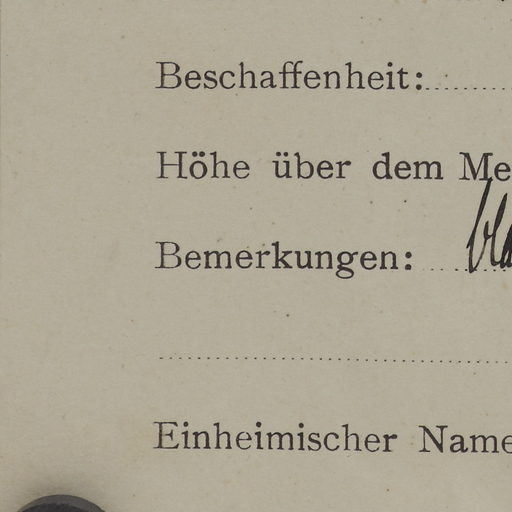 Beschaffenheit:
Höhe über dem Me
Bemerkungen:
Einheimischer Name